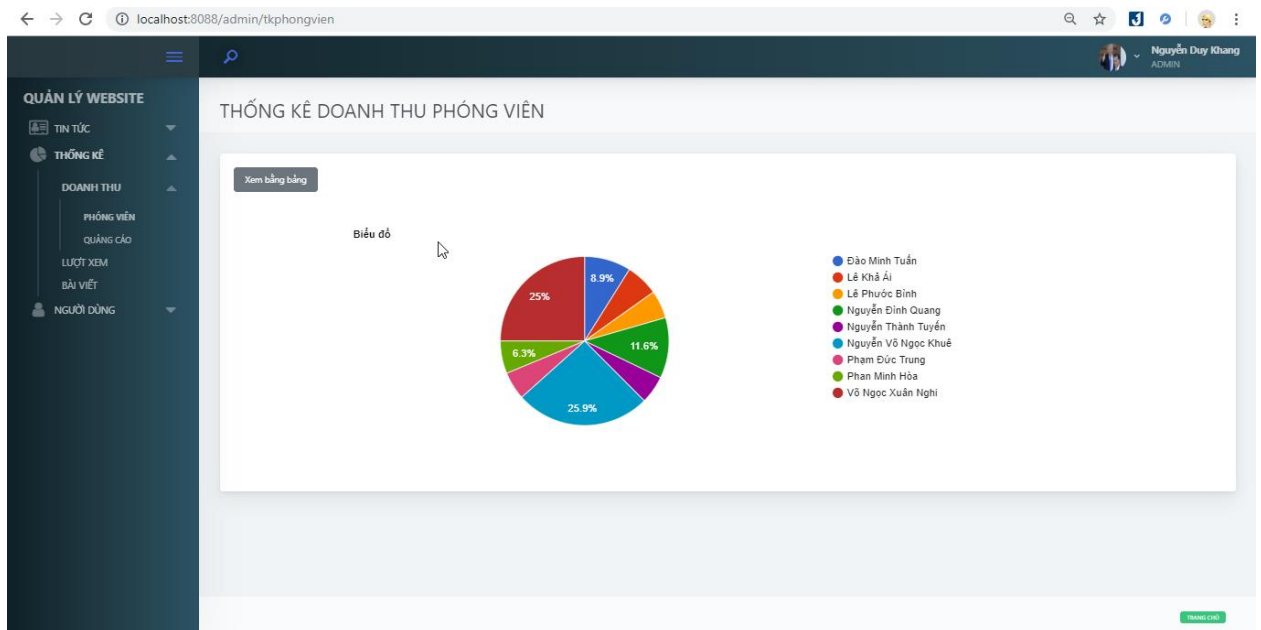 localhost:8088/admin/tkphongvien
Nguyễn Duy Khang
ADMIN
QUẢN LÝ WEBSITE
TIN TỨC
THỐNG KÊ
DOANH THU
PHÓNG VIÊN
QUẢNG CÁO
LƯỢT XEM
BÀI VIẾT
NGƯỜI DÙNG
THỐNG KÊ DOANH THU PHÓNG VIÊN
Xem bằng bảng
Biểu đồ
8.9%
25%
11.6%
6.3%
25.9%
Đào Minh Tuấn
Lê Khả Ái
Lê Phước Bình
Nguyễn Đình Quang
Nguyễn Thành Tuyến
Nguyễn Võ Ngọc Khuê
Phạm Đức Trung
Phan Minh Hòa
Võ Ngọc Xuân Nghi
TRANG CHỦ